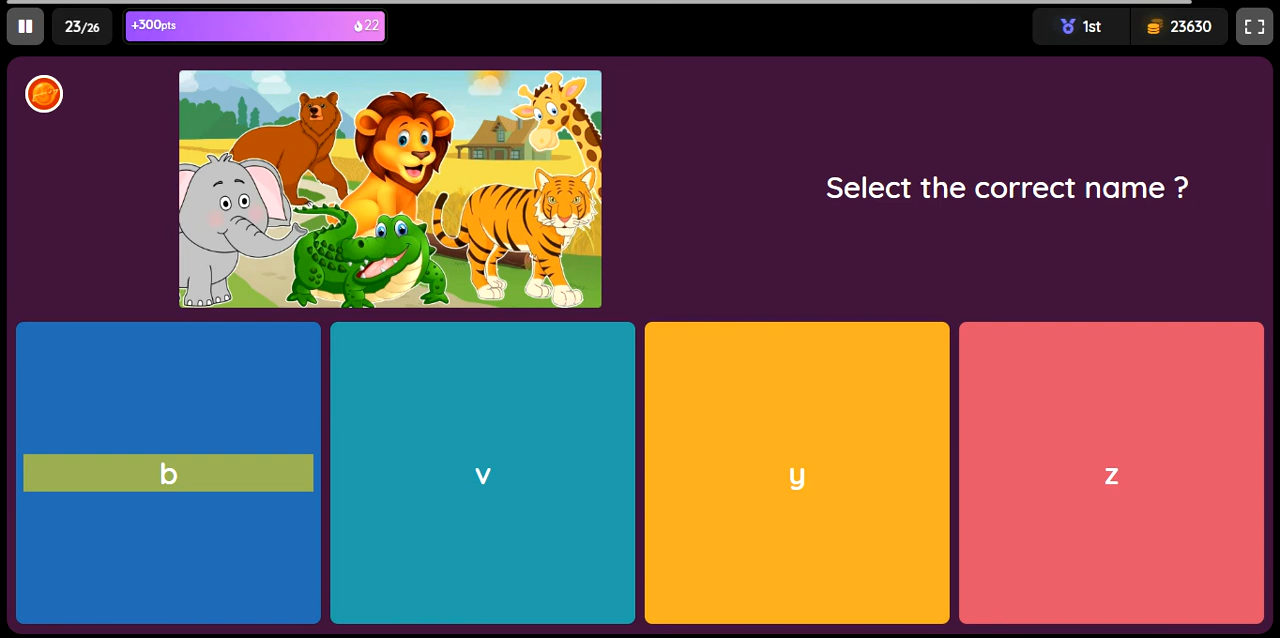 23/26
+300pts
22
1st
23630
Select the correct name ?
b
v
y
z